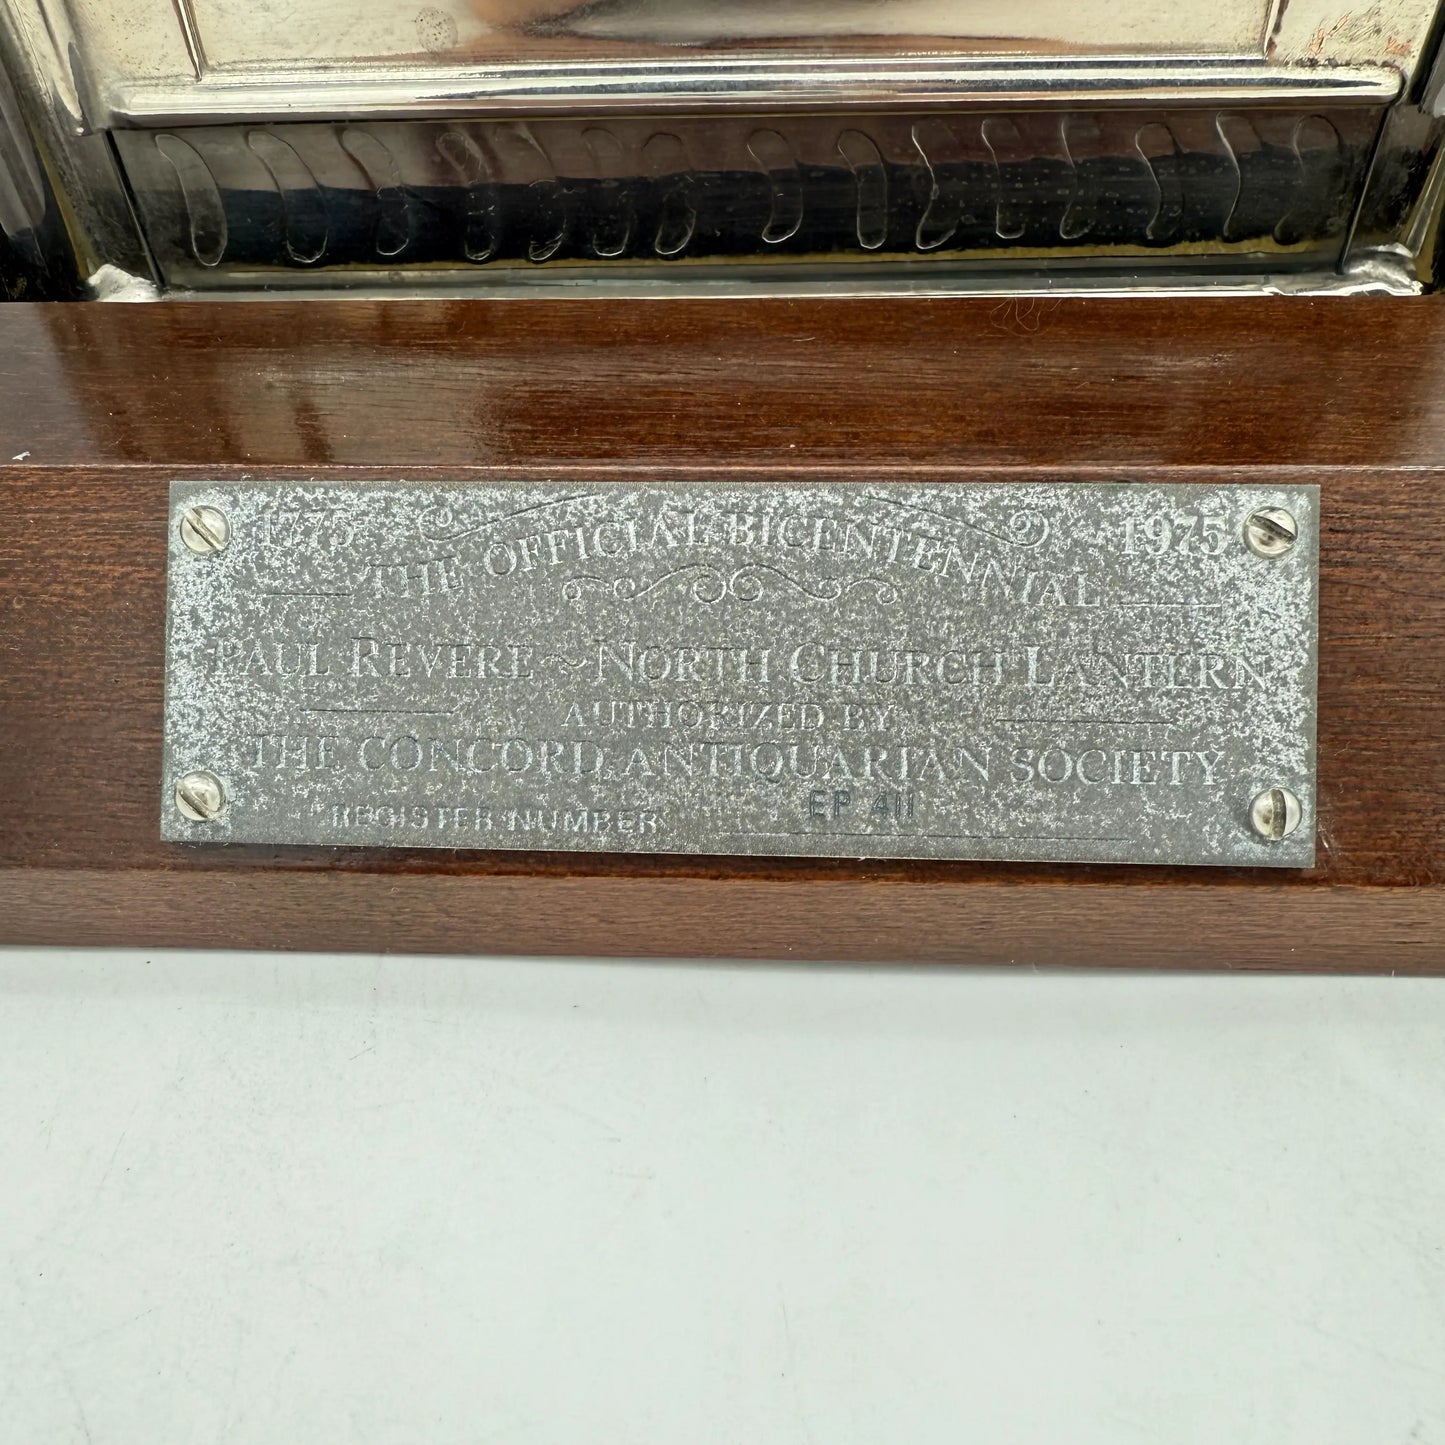 1775 1975
THE OFFICIAL BICENTENNIAL
PAUL REVERE ~ NORTH CHURCH LANTERN
AUTHORIZED BY
THE CONCORD ANTIQUARIAN SOCIETY
REGISTER NUMBER EP 411